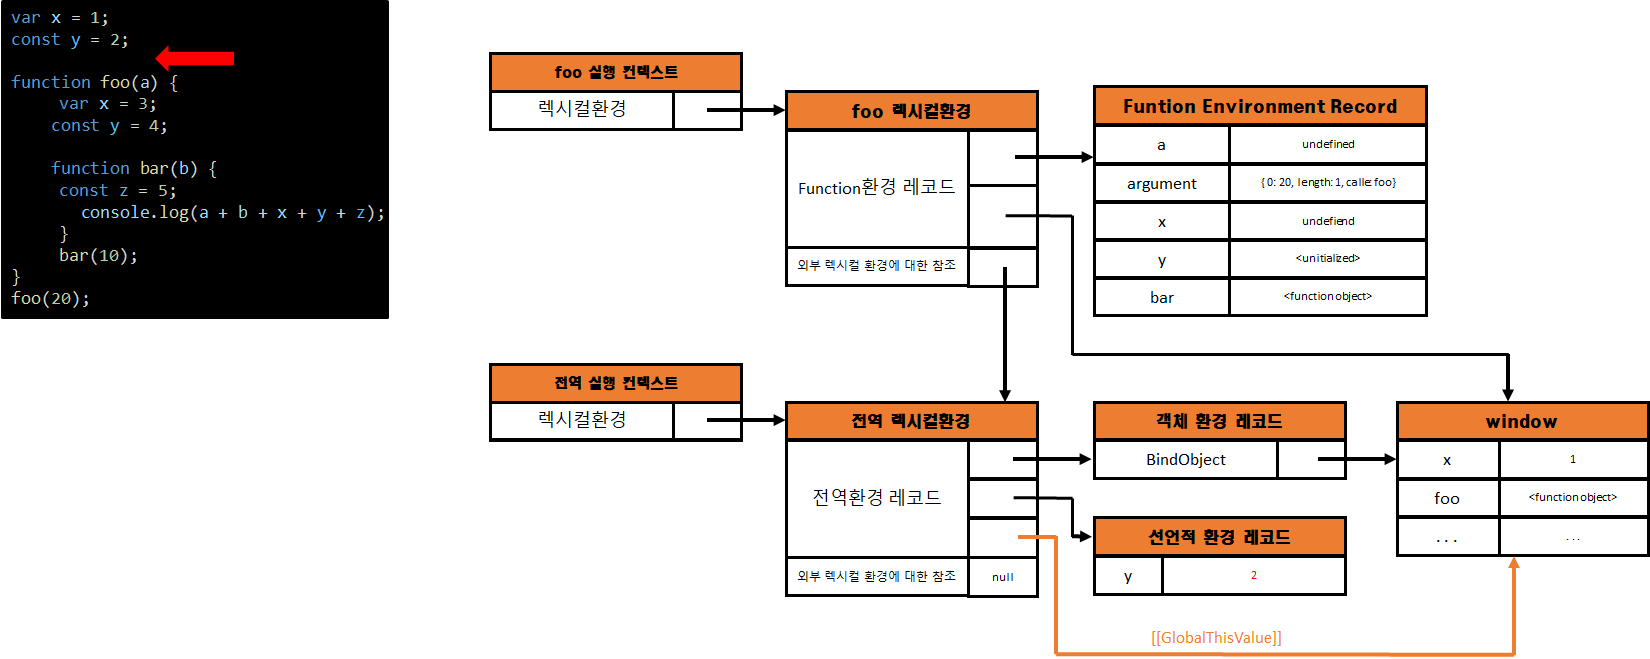 var x = 1;
const y = 2;
function foo(a) {
var x = 3;
const y = 4;
function bar(b) {
const z = 5;
console.log(a + b + x + y + z);
}
bar(10);
}
foo(20);
foo 실행 컨텍스트
렉시컬환경
foo 렉시컬환경
Function환경 레코드
외부 렉시컬 환경에 대한 참조
Funtion Environment Record
a undefined
argument { 0: 20, length: 1, calle: foo}
x undefiend
y <unitialized>
bar <function object>
전역 실행 컨텍스트
렉시컬환경
전역 렉시컬환경
전역환경 레코드
외부 렉시컬 환경에 대한 참조 null
객체 환경 레코드
BindObject
선언적 환경 레코드
y 2
window
x 1
foo <function object>
... ...
[[GlobalThisValue]]